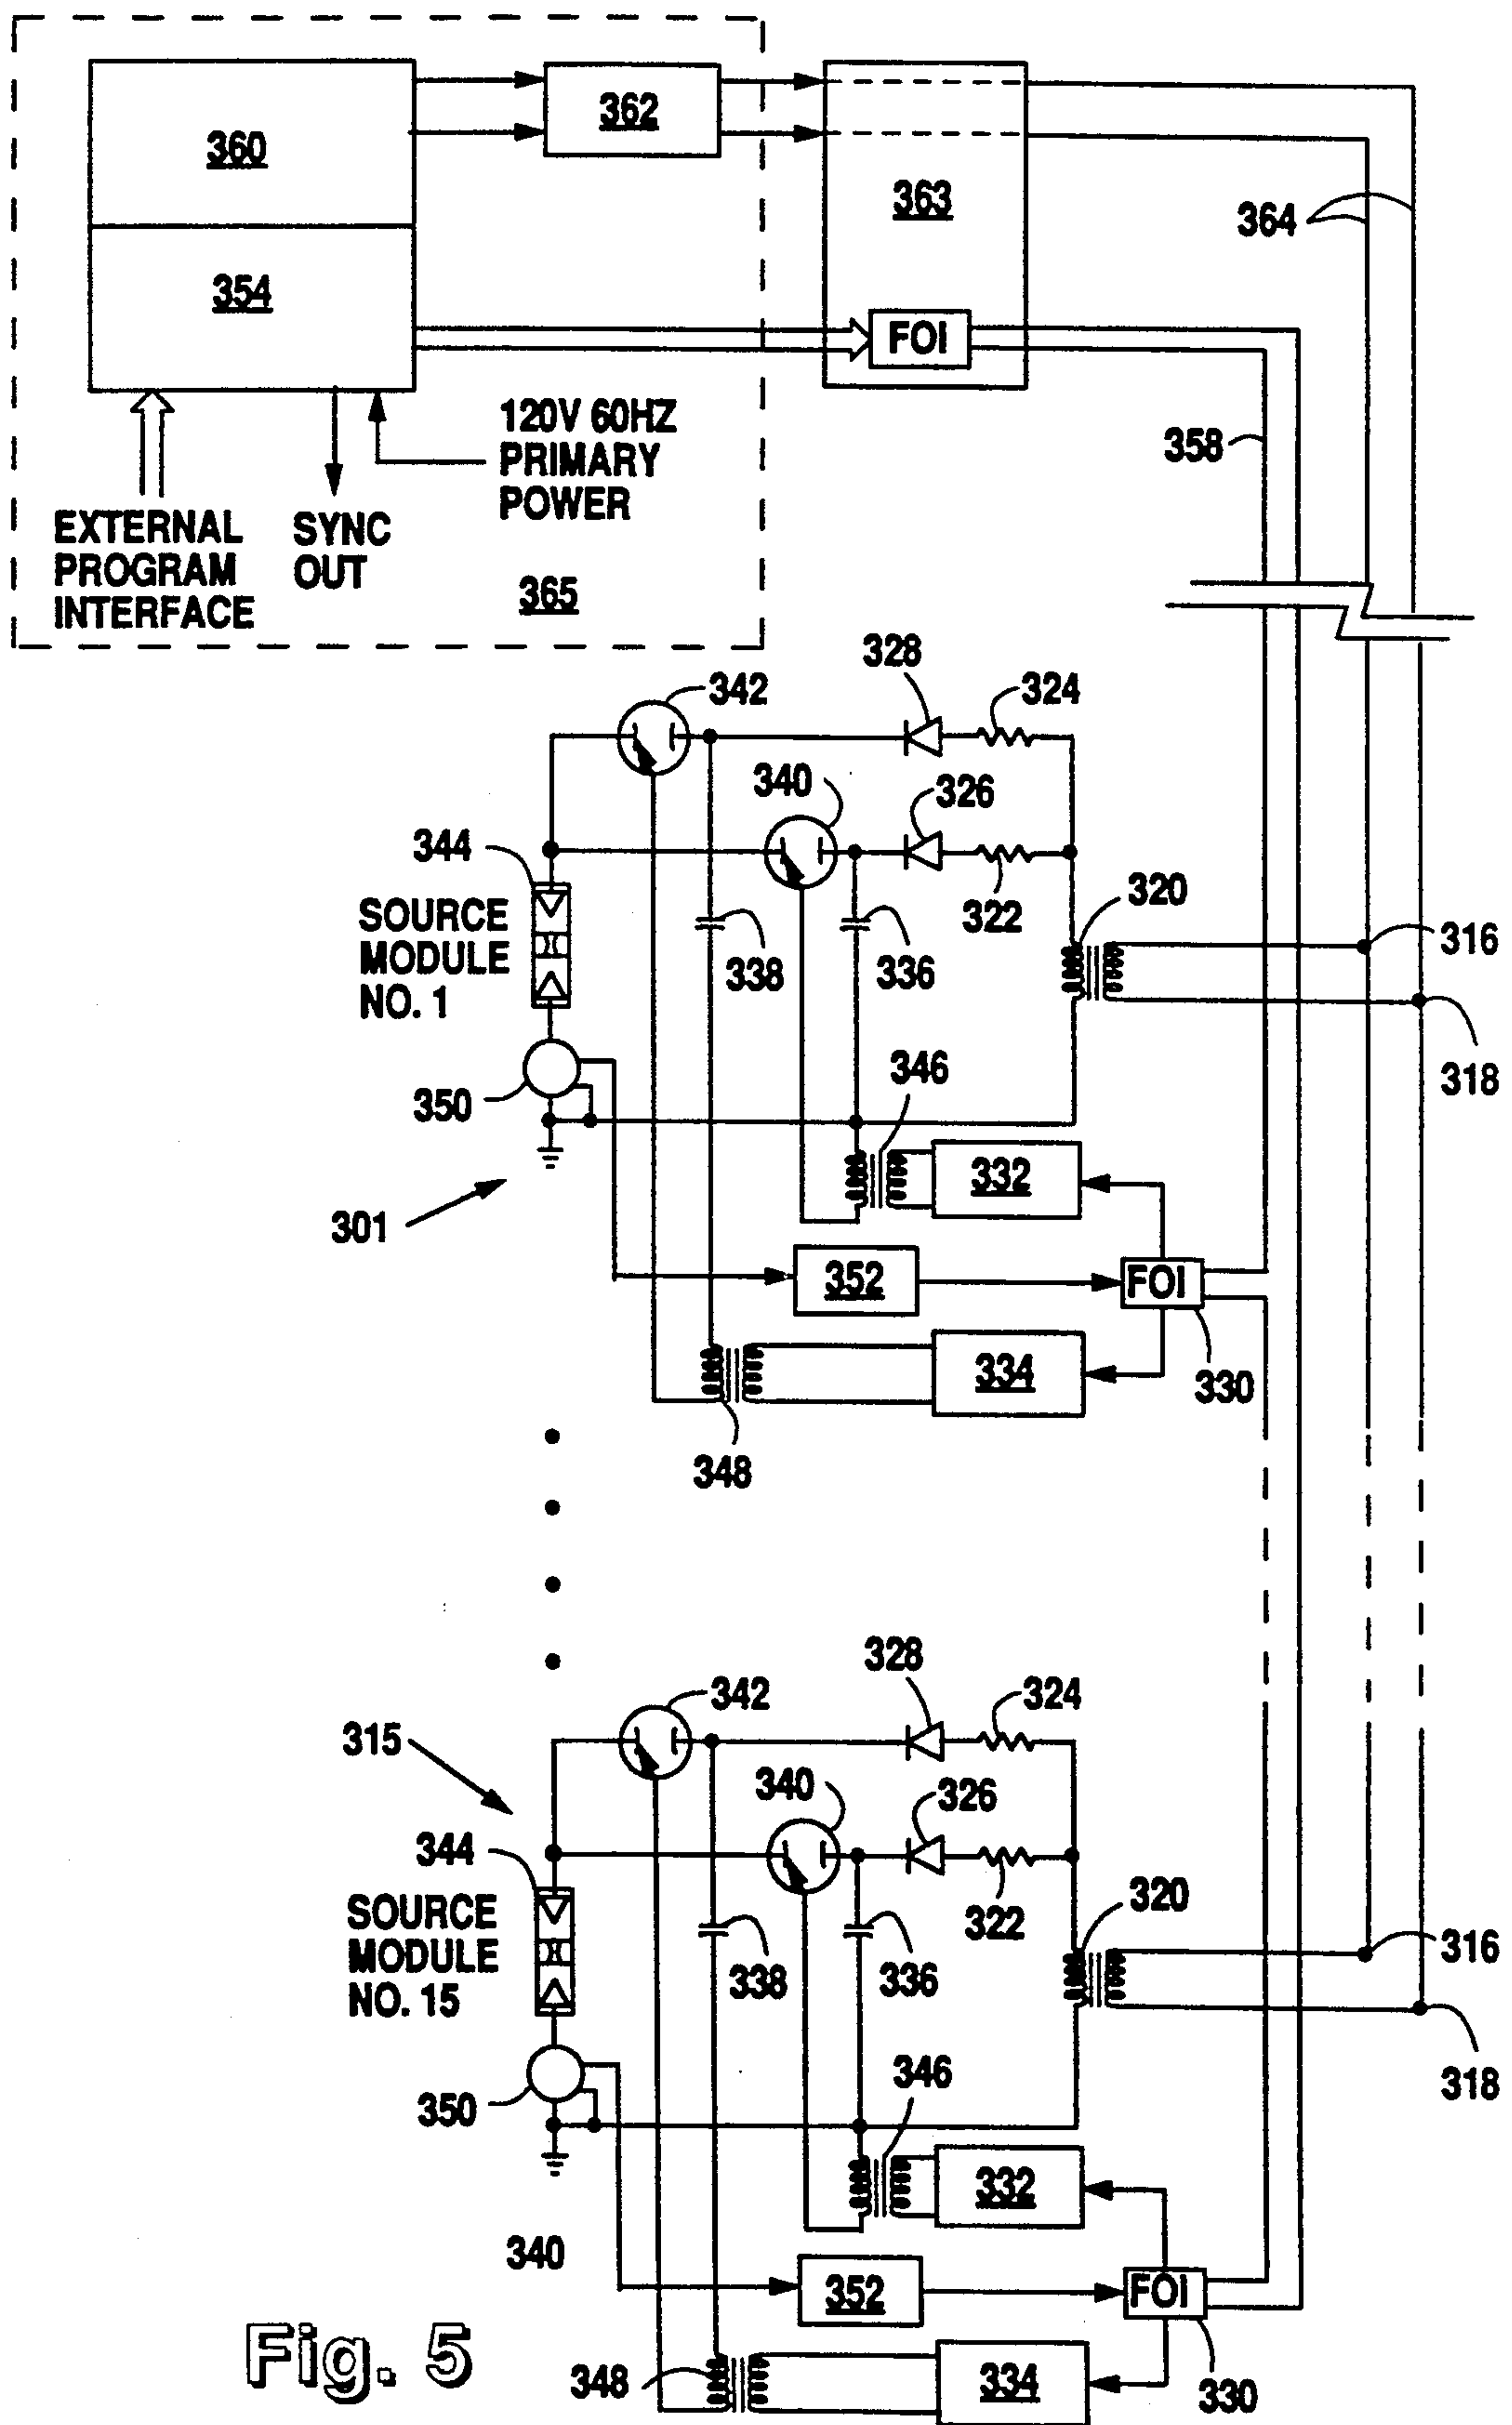 360
362
363
364
354
FOI
120V 60HZ
PRIMARY
POWER
358
EXTERNAL
PROGRAM
INTERFACE
SYNC
OUT
365
328
342
324
340
326
344
SOURCE
MODULE
NO. 1
322
320
316
338
336
318
346
350
332
301
352
FOI
334
330
348
328
342
324
315
340
326
344
SOURCE
MODULE
NO. 15
322
320
316
338
336
318
346
350
332
340
352
FOI
Fig. 5
348
334
330